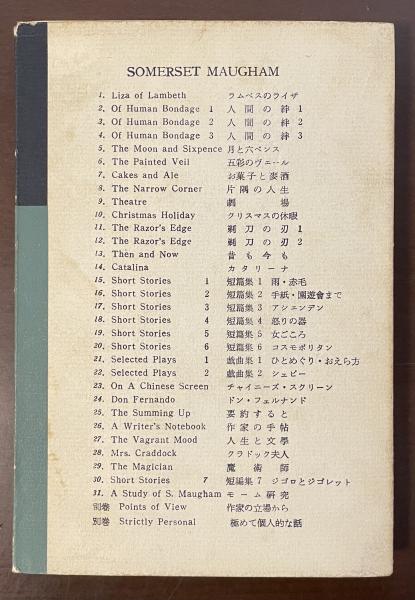 SOMERSET MAUGHAM
1. Liza of Lambeth ラムベスのライザ
2. Of Human Bondage 1 人間の絆 1
3. Of Human Bondage 2 人間の絆 2
4. Of Human Bondage 3 人間の絆 3
5. The Moon and Sixpence 月と六ペンス
6. The Painted Veil 五彩のヴェール
7. Cakes and Ale お菓子と麥酒
8. The Narrow Corner 片隅の人生
9. Theatre 劇場
10. Christmas Holiday クリスマスの休暇
11. The Razor's Edge 剃刀の刃 1
12. The Razor's Edge 剃刀の刃 2
13. Then and Now 昔も今も
14. Catalina カタリーナ
15. Short Stories 1 短篇集 1 雨・赤毛
16. Short Stories 2 短篇集 2 手紙・園遊會まで
17. Short Stories 3 短篇集 3 アシェンデン
18. Short Stories 4 短篇集 4 怒りの器
19. Short Stories 5 短篇集 5 女ごころ
20. Short Stories 6 短篇集 6 コスモポリタン
21. Selected Plays 1 戯曲集 1 ひとめぐり・おえら方
22. Selected Plays 2 戯曲集 2 シェピー
23. On A Chinese Screen チャイニーズ・スクリーン
24. Don Fernando ドン・フェルナンド
25. The Summing Up 要約すると
26. A Writer's Notebook 作家の手帖
27. The Vagrant Mood 人生と文學
28. Mrs. Craddock クラドック夫人
29. The Magician 魔術師
30. Short Stories 7 短編集 7 ジゴロとジゴレット
31. A Study of S. Maugham モーム研究
別巻 Points of View 作家の立場から
別巻 Strictly Personal 極めて個人的な話